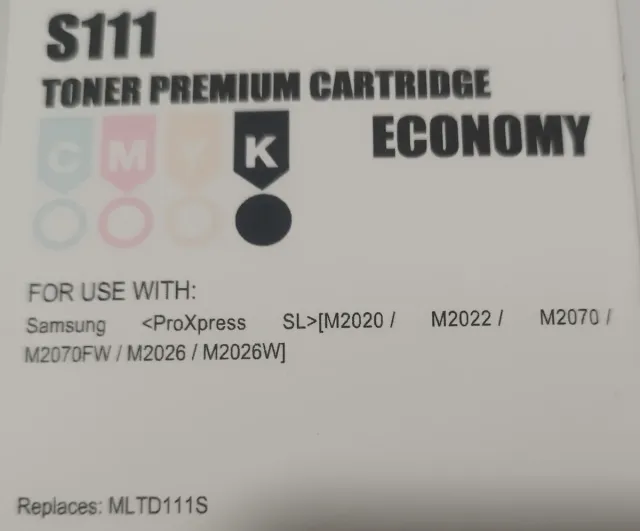 S111
TONER PREMIUM CARTRIDGE
C M Y K
ECONOMY
FOR USE WITH:
Samsung <ProXpress SL>[M2020 / M2022 / M2070 /
M2070FW / M2026 / M2026W]
Replaces: MLTD111S